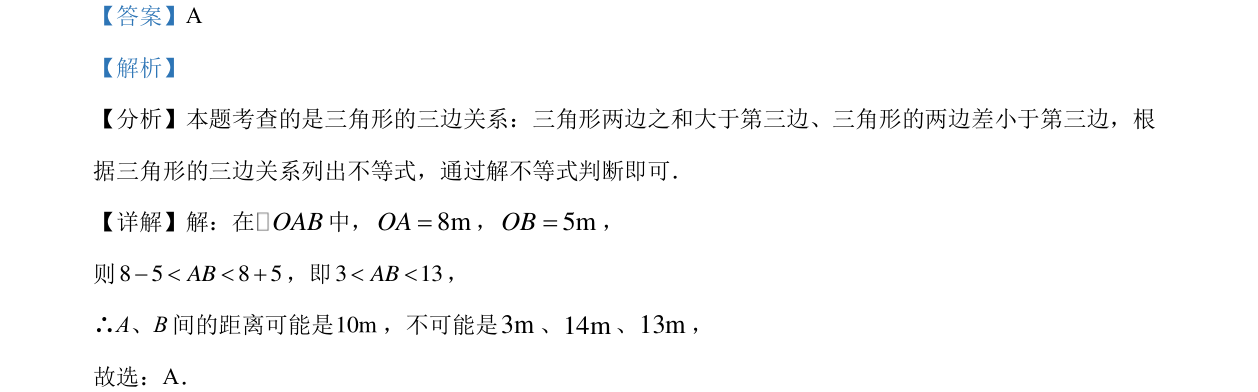 【答案】A
【解析】
【分析】本题考查的是三角形的三边关系：三角形两边之和大于第三边、三角形的两边差小于第三边，根
据三角形的三边关系列出不等式，通过解不等式判断即可．
【详解】解：在□OAB中，OA＝8m，OB＝5m，
则8−5<AB<8+5，即3<AB<13，
∴A、B间的距离可能是10m，不可能是3m、14m、13m，
故选：A．